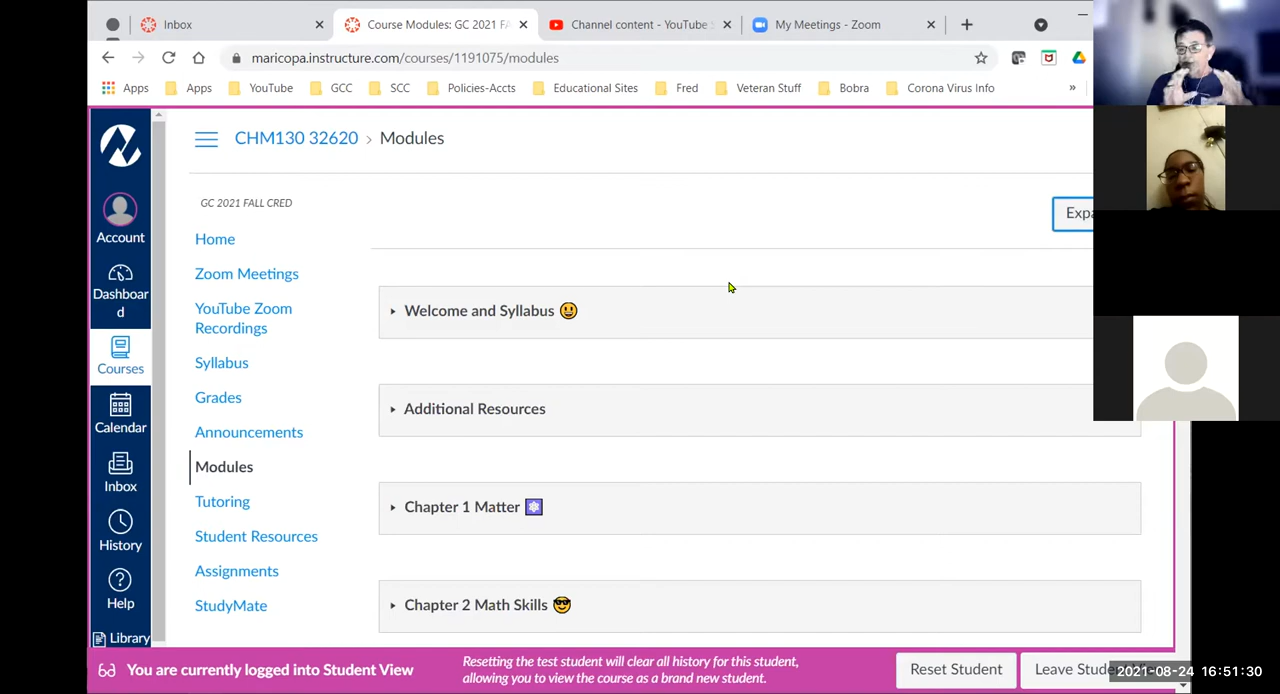 Inbox
Course Modules: GC 2021 FA
Channel content - YouTube
My Meetings - Zoom
maricopa.instructure.com/courses/1191075/modules
Apps
Apps
YouTube
GCC
SCC
Policies-Accts
Educational Sites
Fred
Veteran Stuff
Bobra
Corona Virus Info
»
CHM130 32620 › Modules
Account
Dashboar
d
Courses
Calendar
Inbox
History
Help
Library
GC 2021 FALL CRED
Home
Zoom Meetings
YouTube Zoom
Recordings
Syllabus
Grades
Announcements
Modules
Tutoring
Student Resources
Assignments
StudyMate
Expa
Welcome and Syllabus 😃
Additional Resources
Chapter 1 Matter ⚛
Chapter 2 Math Skills 😎
You are currently logged into Student View
Resetting the test student will clear all history for this student,
allowing you to view the course as a brand new student.
Reset Student
Leave Stude
2021-08-24 16:51:30